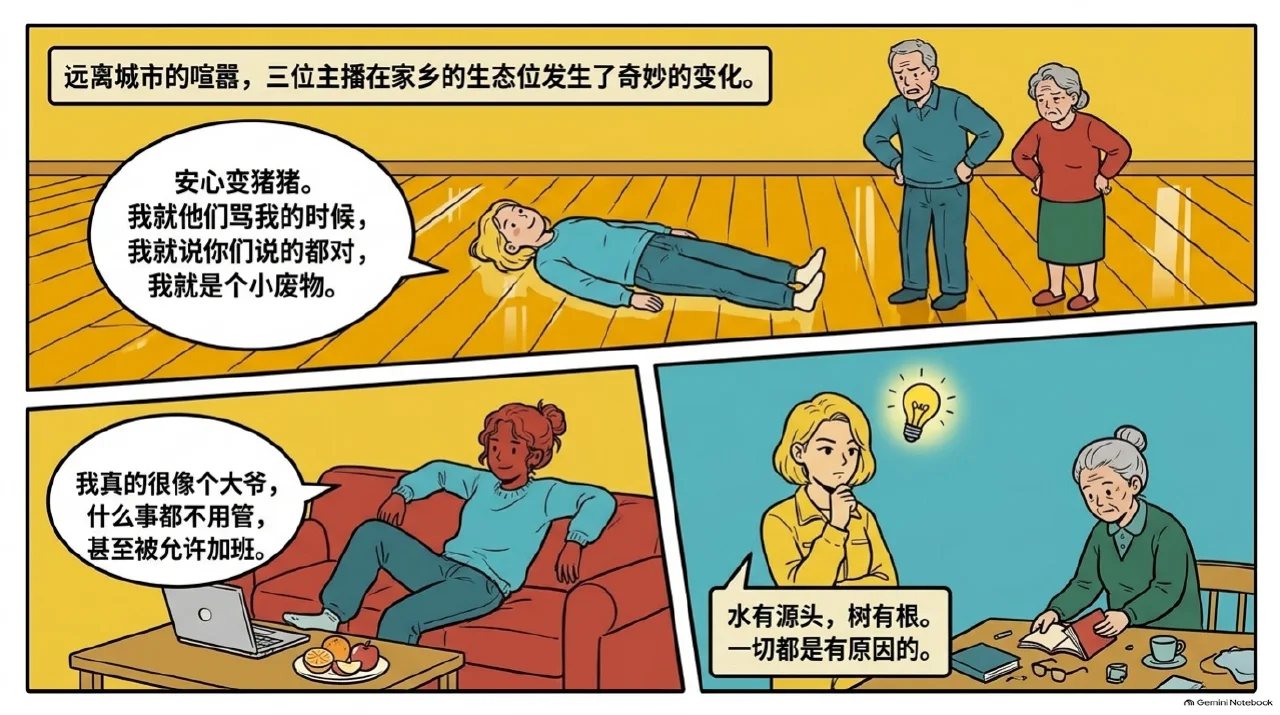 远离城市的喧嚣，三位主播在家乡的生态位发生了奇妙的变化。
安心变猪猪。
我就他们骂我的时候，
我就说你们说的都对，
我就是个小废物。
我真的很像个大爷，
什么事都不用管，
甚至被允许加班。
水有源头，树有根。
一切都是有原因的。
Gemini Notebook